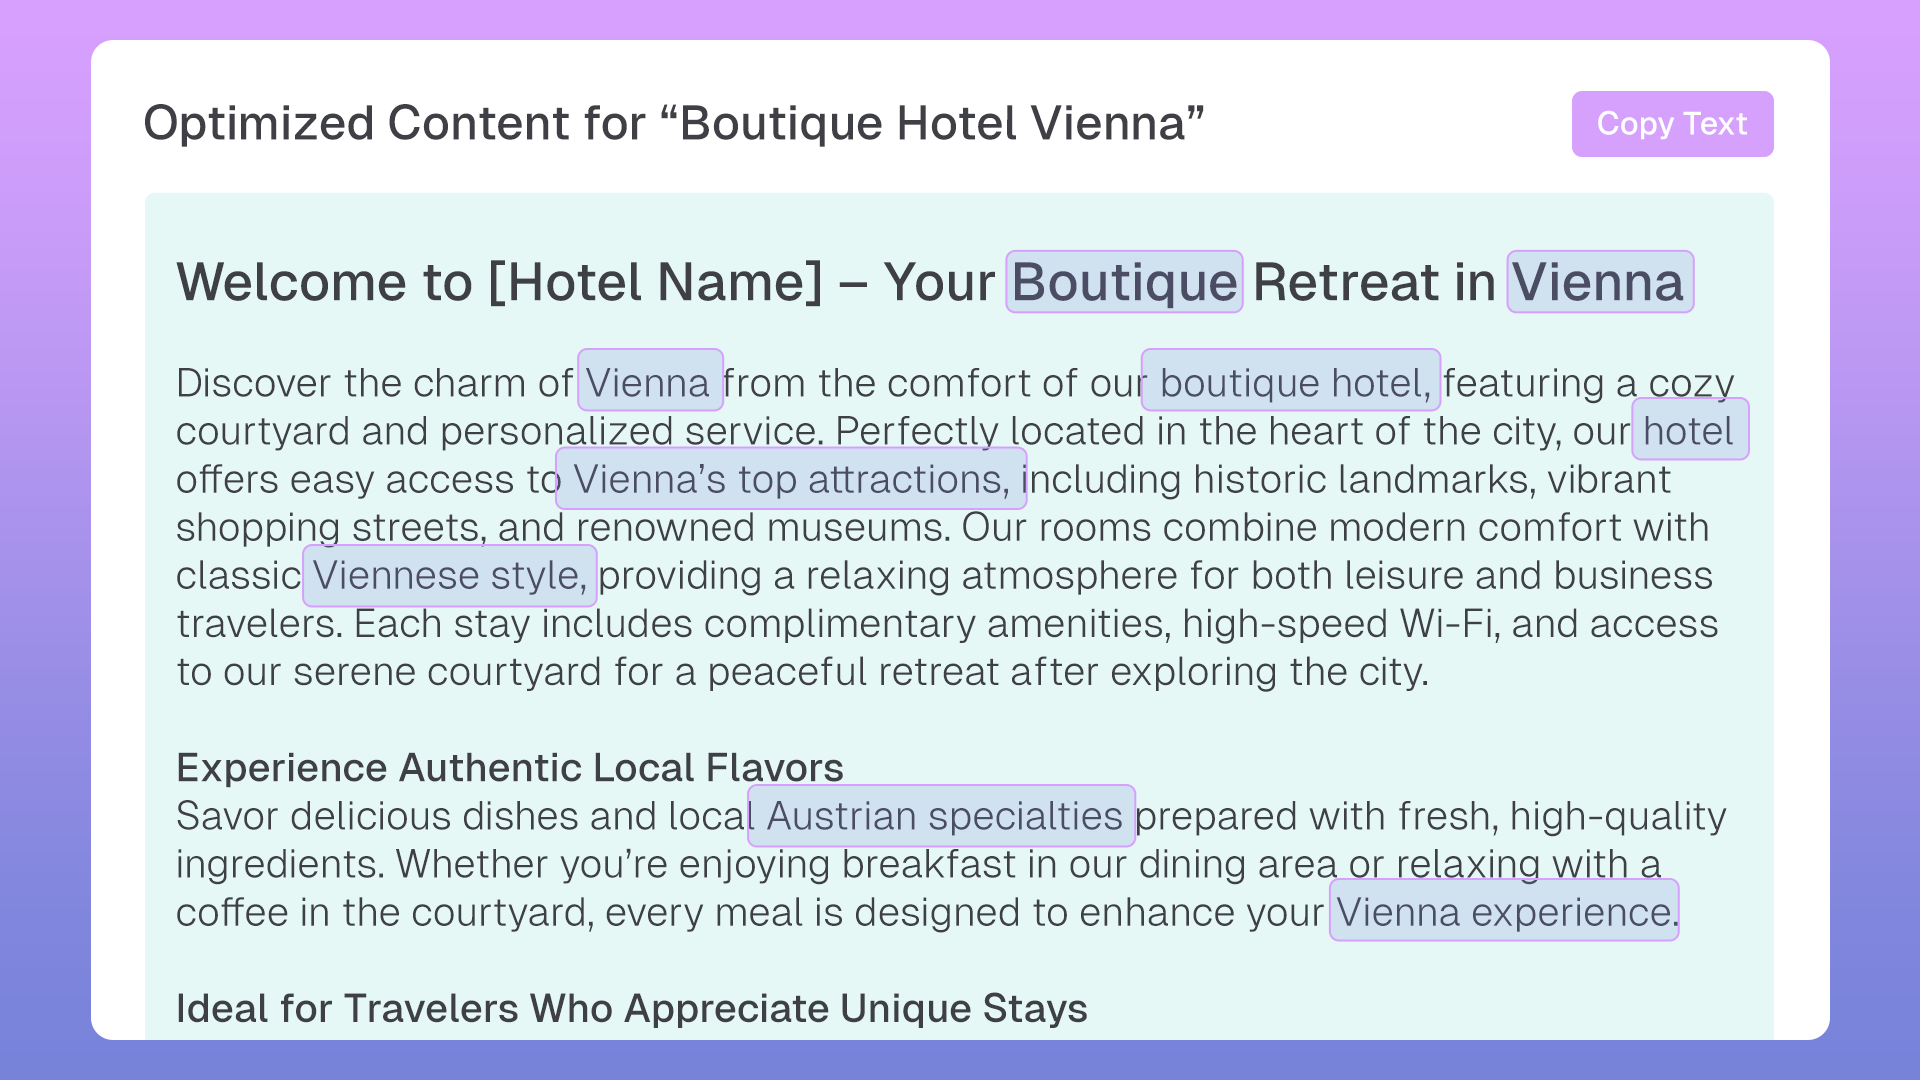 Optimized Content for “Boutique Hotel Vienna”
Copy Text
Welcome to [Hotel Name] – Your Boutique Retreat in Vienna
Discover the charm of Vienna from the comfort of our boutique hotel, featuring a cozy
courtyard and personalized service. Perfectly located in the heart of the city, our hotel
offers easy access to Vienna’s top attractions, including historic landmarks, vibrant
shopping streets, and renowned museums. Our rooms combine modern comfort with
classic Viennese style, providing a relaxing atmosphere for both leisure and business
travelers. Each stay includes complimentary amenities, high-speed Wi-Fi, and access
to our serene courtyard for a peaceful retreat after exploring the city.
Experience Authentic Local Flavors
Savor delicious dishes and local Austrian specialties prepared with fresh, high-quality
ingredients. Whether you’re enjoying breakfast in our dining area or relaxing with a
coffee in the courtyard, every meal is designed to enhance your Vienna experience.
Ideal for Travelers Who Appreciate Unique Stays